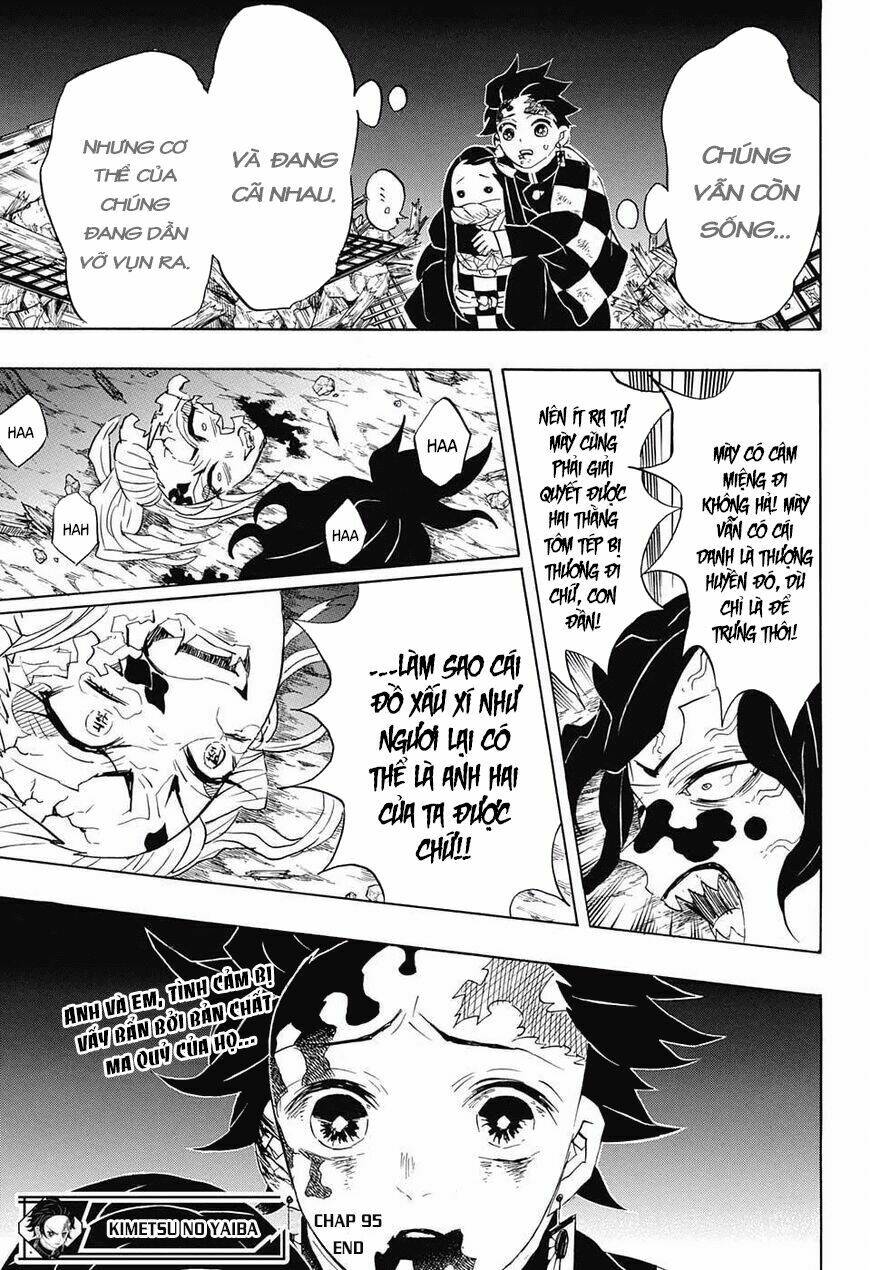 CHÚNG
VẪN CÒN
SỐNG...
VÀ ĐANG
CÃI NHAU.
NHƯNG CƠ
THỂ CỦA
CHÚNG
ĐANG DẦN
VỠ VỤN RA.
MÀY CÓ CÂM
MIỆNG ĐI
KHÔNG HẢ! MÀY
VẪN CÓ CÁI
DANH LÀ THƯỢNG
HUYỀN ĐÓ, DÙ
CHỈ LÀ ĐỂ
TRƯNG THÔI!
NÊN ÍT RA TỰ
MÀY CŨNG
PHẢI GIẢI
QUYẾT ĐƯỢC
HAI THẰNG
TÔM TÉP BỊ
THƯƠNG ĐI
CHỨ, CON
ĐẦN!
HAA
HAA
HAA
HAH
....LÀM SAO CÁI
ĐỒ XẤU XÍ NHƯ
NGƯƠI LẠI CÓ
THỂ LÀ ANH HAI
CỦA TA ĐƯỢC
CHỨ!!
ANH VÀ EM, TÌNH CẢM BỊ
VẤY BẨN BỞI BẢN CHẤT
MA QUỶ CỦA HỌ...
KIMETSU NO YAIBA
CHAP 95
END